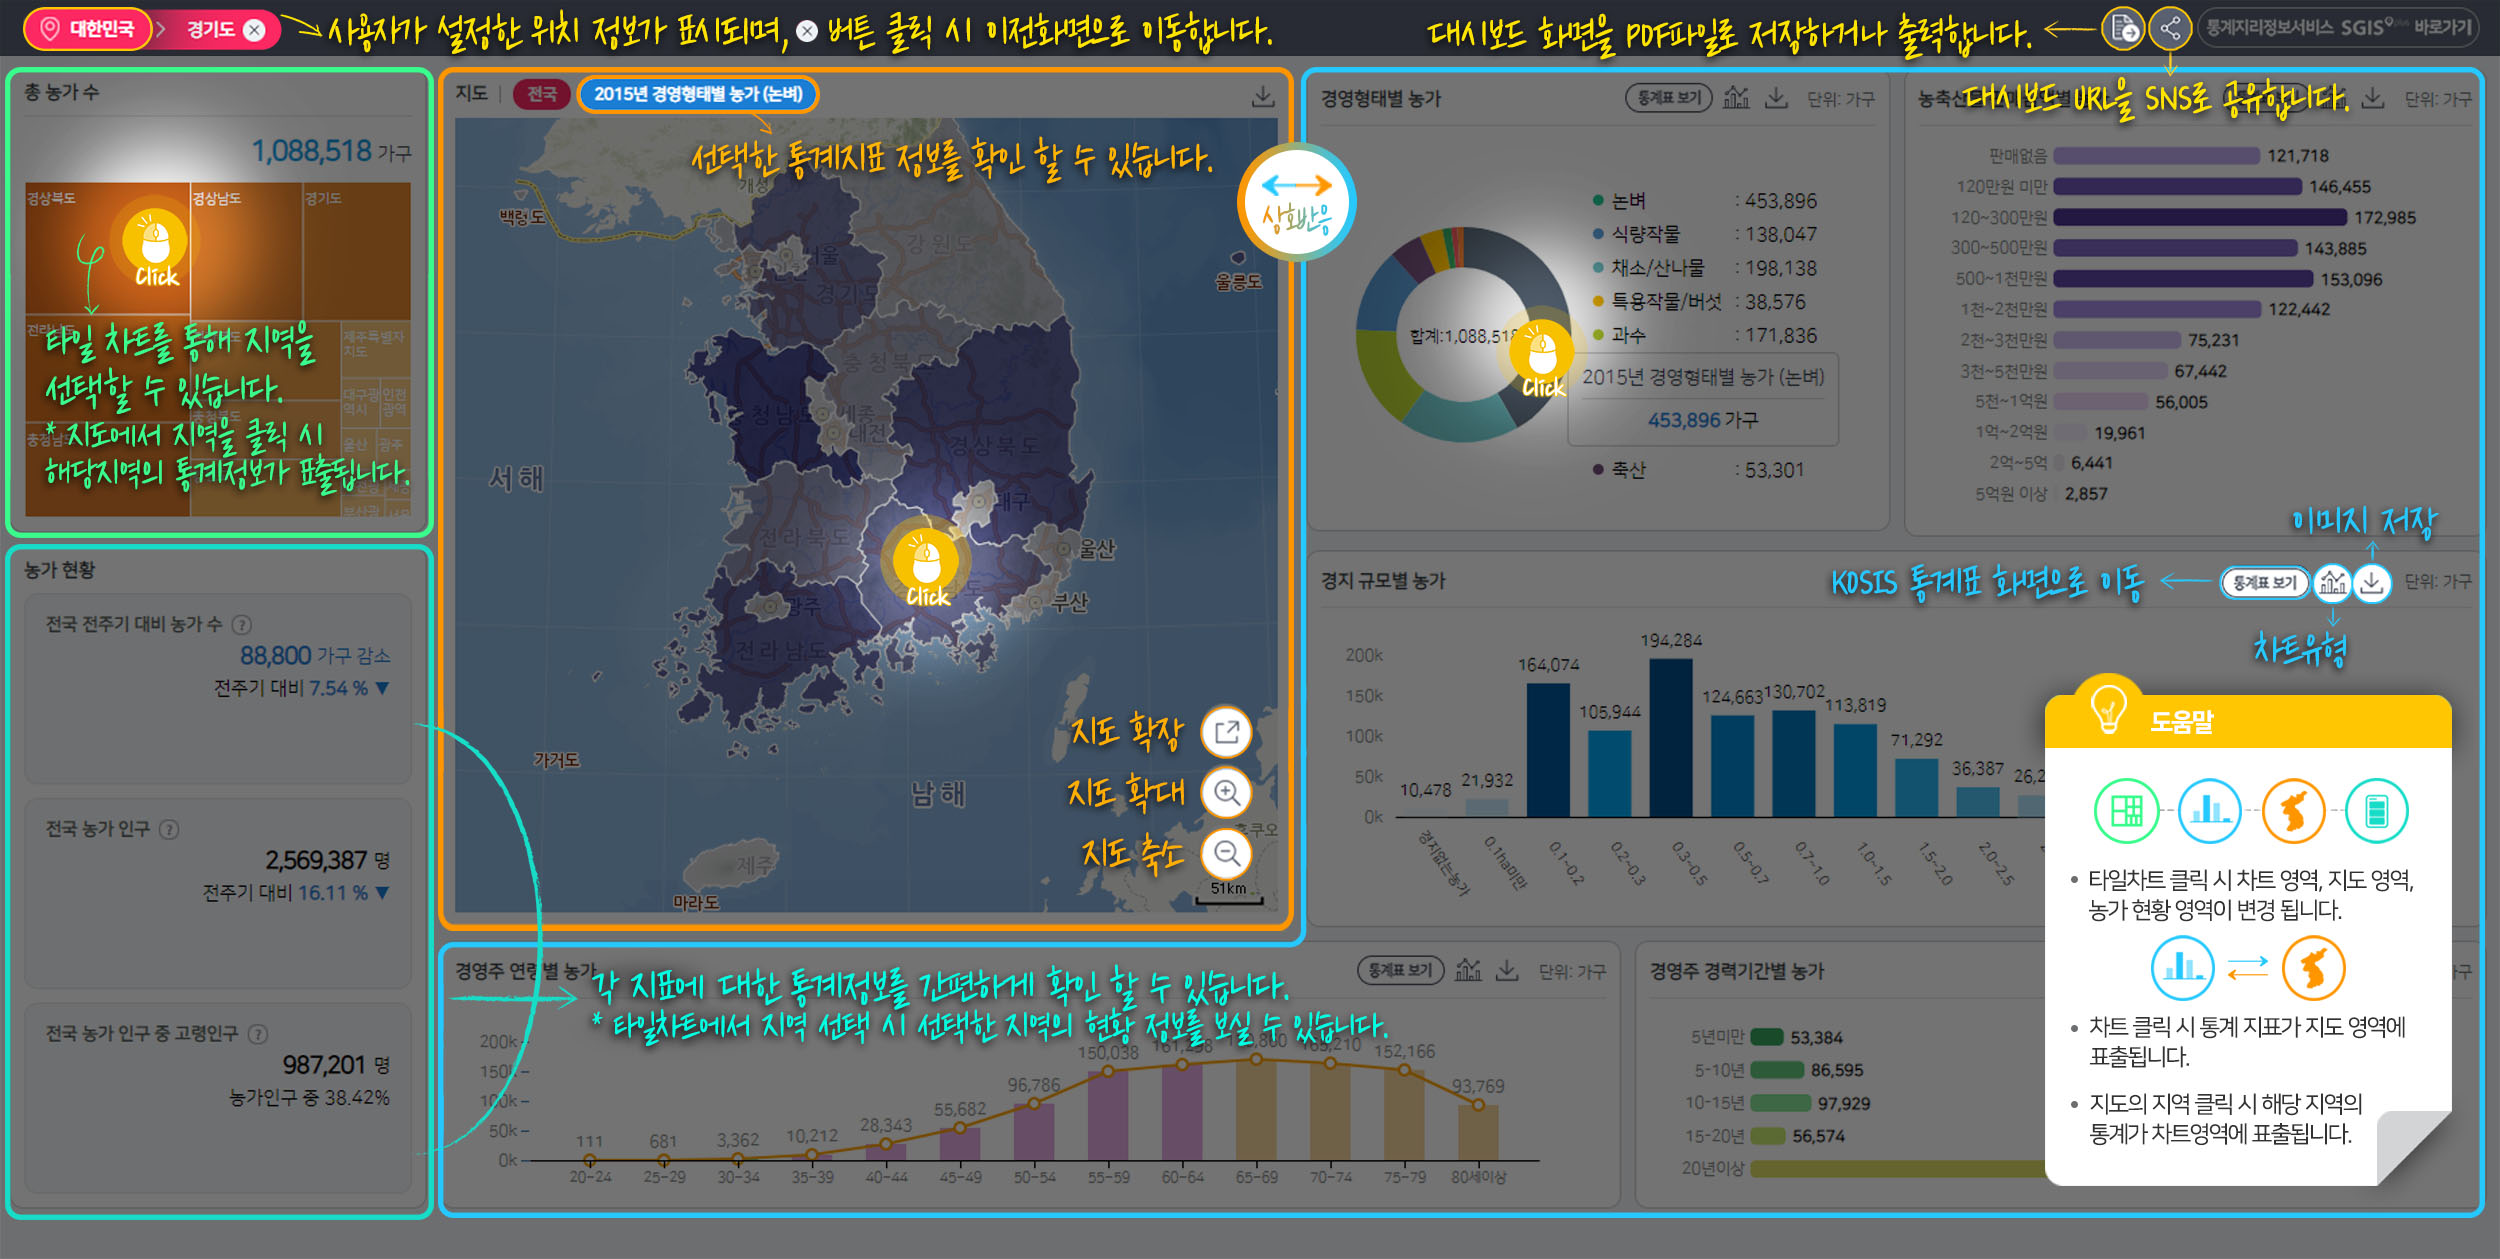 대한민국 > 경기도
사용자가 설정한 위치 정보가 표시되며, ⊗ 버튼 클릭 시 이전화면으로 이동합니다.
대시보드 화면을 PDF파일로 저장하거나 출력합니다.
통계지리정보서비스 SGIS plus 바로가기
대시보드 URL을 SNS로 공유합니다.
총 농가 수
1,088,518 가구
경상북도
경상남도
경기도
Click
전라남도
제주특별자
치도
대구광
역시
인천
광역
충청북도
울산
광주
충청남도
부산광
타일 차트를 통해 지역을
선택할 수 있습니다.
* 지도에서 지역을 클릭 시
해당지역의 통계정보가 표출됩니다.
농가 현황
전국 전주기 대비 농가 수 ?
88,800 가구 감소
전주기 대비 7.54 % ▼
전국 농가 인구 ?
2,569,387 명
전주기 대비 16.11 % ▼
전국 농가 인구 중 고령인구 ?
987,201 명
농가인구 중 38.42%
지도 | 전국
2015년 경영형태별 농가 (논벼)
선택한 통계지표 정보를 확인 할 수 있습니다.
개성
백령도
강원도
서울
경기도
울릉도
충청북도
충청남도
세종
대전
경상북도
서해
대구
전라북도
울산
Click
부산
광주
전라남도
가거도
남해
제주
마라도
지도 확장
지도 확대
지도 축소
후쿠오
51km
상호반응
경영형태별 농가
통계표 보기
단위: 가구
논벼 : 453,896
식량작물 : 138,047
채소/산나물 : 198,138
특용작물/버섯 : 38,576
과수 : 171,836
합계:1,088,518
Click
2015년 경영형태별 농가 (논벼)
453,896 가구
축산 : 53,301
단위: 가구
판매없음 121,718
120만원 미만 146,455
120~300만원 172,985
300~500만원 143,885
500~1천만원 153,096
1천~2천만원 122,442
2천~3천만원 75,231
3천~5천만원 67,442
5천~1억원 56,005
1억~2억원 19,961
2억~5억 6,441
5억원 이상 2,857
이미지 저장
경지 규모별 농가
KOSIS 통계표 화면으로 이동
통계표 보기
단위: 가구
차트유형
200k
150k
100k
50k
0k
10,478
21,932
164,074
105,944
194,284
124,663
130,702
113,819
71,292
36,387
경지없는농가
0.1ha미만
0.1~0.2
0.2~0.3
0.3~0.5
0.5~0.7
0.7~1.0
1.0~1.5
1.5~2.0
2.0~2.5
도움말
• 타일차트 클릭 시 차트 영역, 지도 영역,
농가 현황 영역이 변경 됩니다.
• 차트 클릭 시 통계 지표가 지도 영역에
표출됩니다.
• 지도의 지역 클릭 시 해당 지역의
통계가 차트영역에 표출됩니다.
경영주 연령별 농가
통계표 보기
단위: 가구
각 지표에 대한 통계정보를 간편하게 확인 할 수 있습니다.
* 타일차트에서 지역 선택 시 선택한 지역의 현황 정보를 보실 수 있습니다.
200k
150k
100k
50k
0k
111
681
3,362
10,212
28,343
55,682
96,786
150,038
152,166
93,769
20-24
25-29
30-34
35-39
40-44
45-49
50-54
55-59
60-64
65-69
70-74
75-79
80세이상
경영주 경력기간별 농가
5년미만 53,384
5-10년 86,595
10-15년 97,929
15-20년 56,574
20년이상